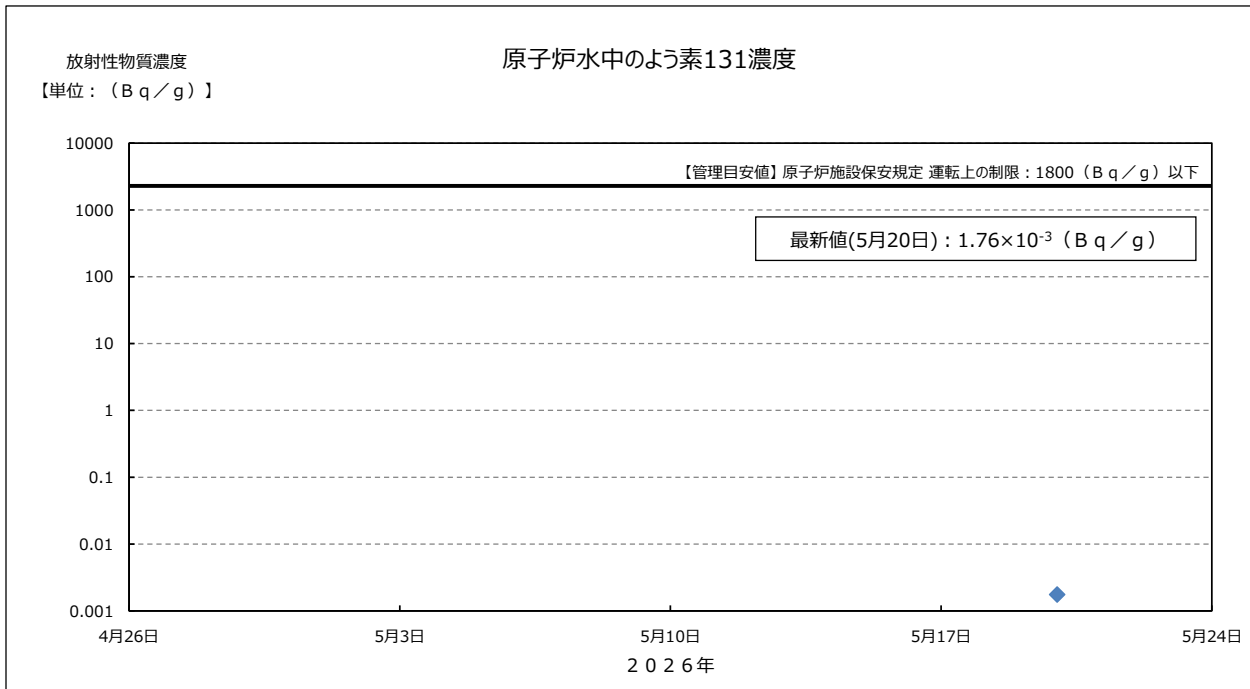 原子炉水中のよう素131濃度
放射性物質濃度
【単位：（Ｂｑ／ｇ）】
10000
【管理目安値】原子炉施設保安規定 運転上の制限：1800（Ｂｑ／ｇ）以下
1000
最新値(5月20日)：1.76×10⁻³（Ｂｑ／ｇ）
100
10
1
0.1
0.01
0.001
4月26日 5月3日 5月10日 5月17日 5月24日
２０２６年